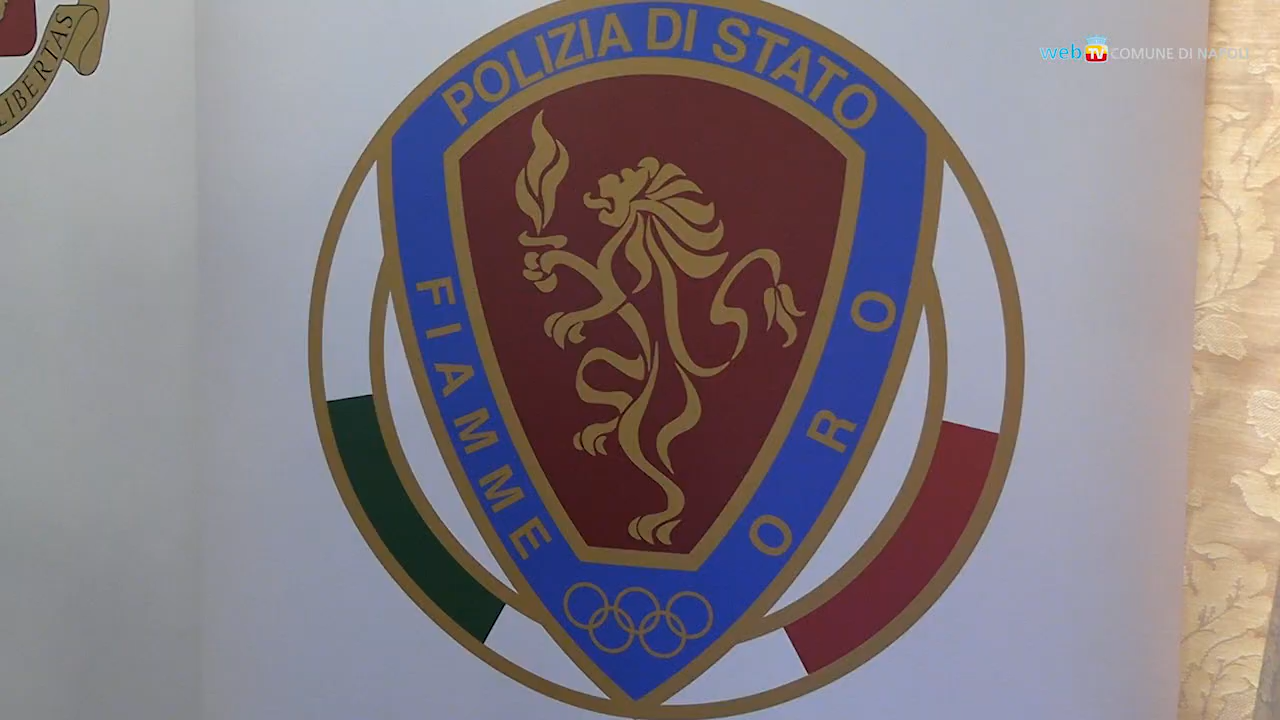 LIBERTAS
web TV COMUNE DI NAPOLI
POLIZIA DI STATO
FIAMME
ORO